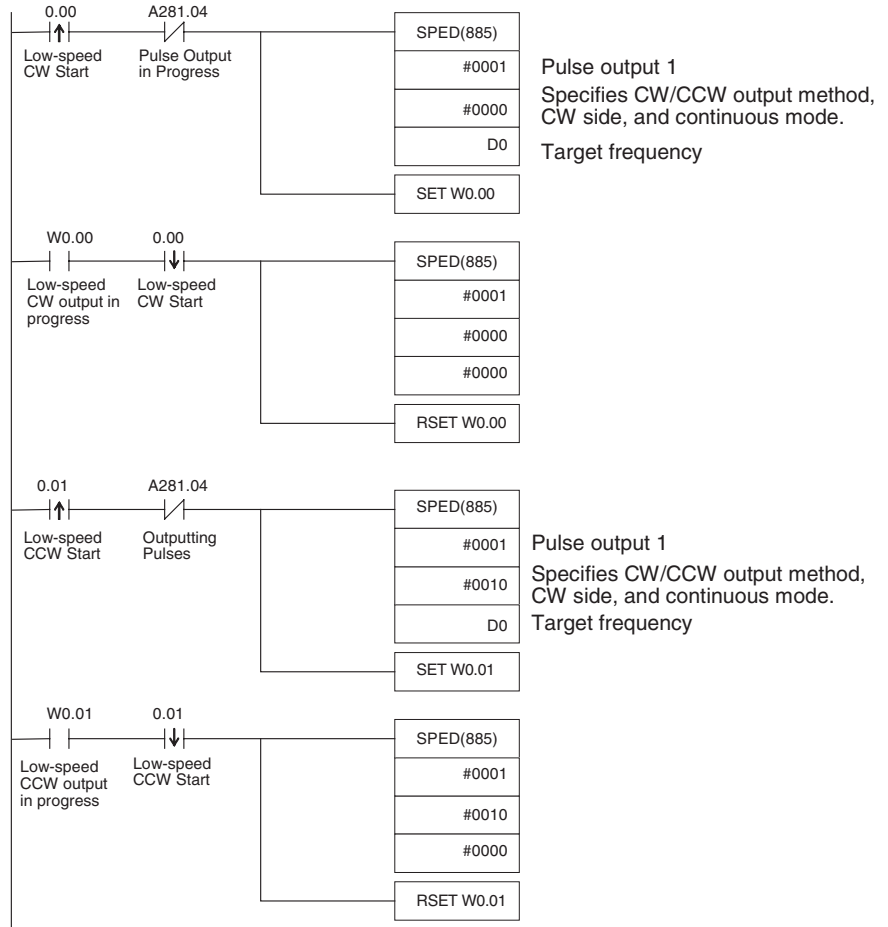 0.00
A281.04
Low-speed
CW Start
Pulse Output
in Progress
SPED(885)
#0001
Pulse output 1
#0000
Specifies CW/CCW output method,
CW side, and continuous mode.
D0
Target frequency
SET W0.00
W0.00
0.00
Low-speed
CW output in
progress
Low-speed
CW Start
SPED(885)
#0001
#0000
#0000
RSET W0.00
0.01
A281.04
Low-speed
CCW Start
Outputting
Pulses
SPED(885)
#0001
Pulse output 1
#0010
Specifies CW/CCW output method,
CW side, and continuous mode.
D0
Target frequency
SET W0.01
W0.01
0.01
Low-speed
CCW output
in progress
Low-speed
CCW Start
SPED(885)
#0001
#0010
#0000
RSET W0.01